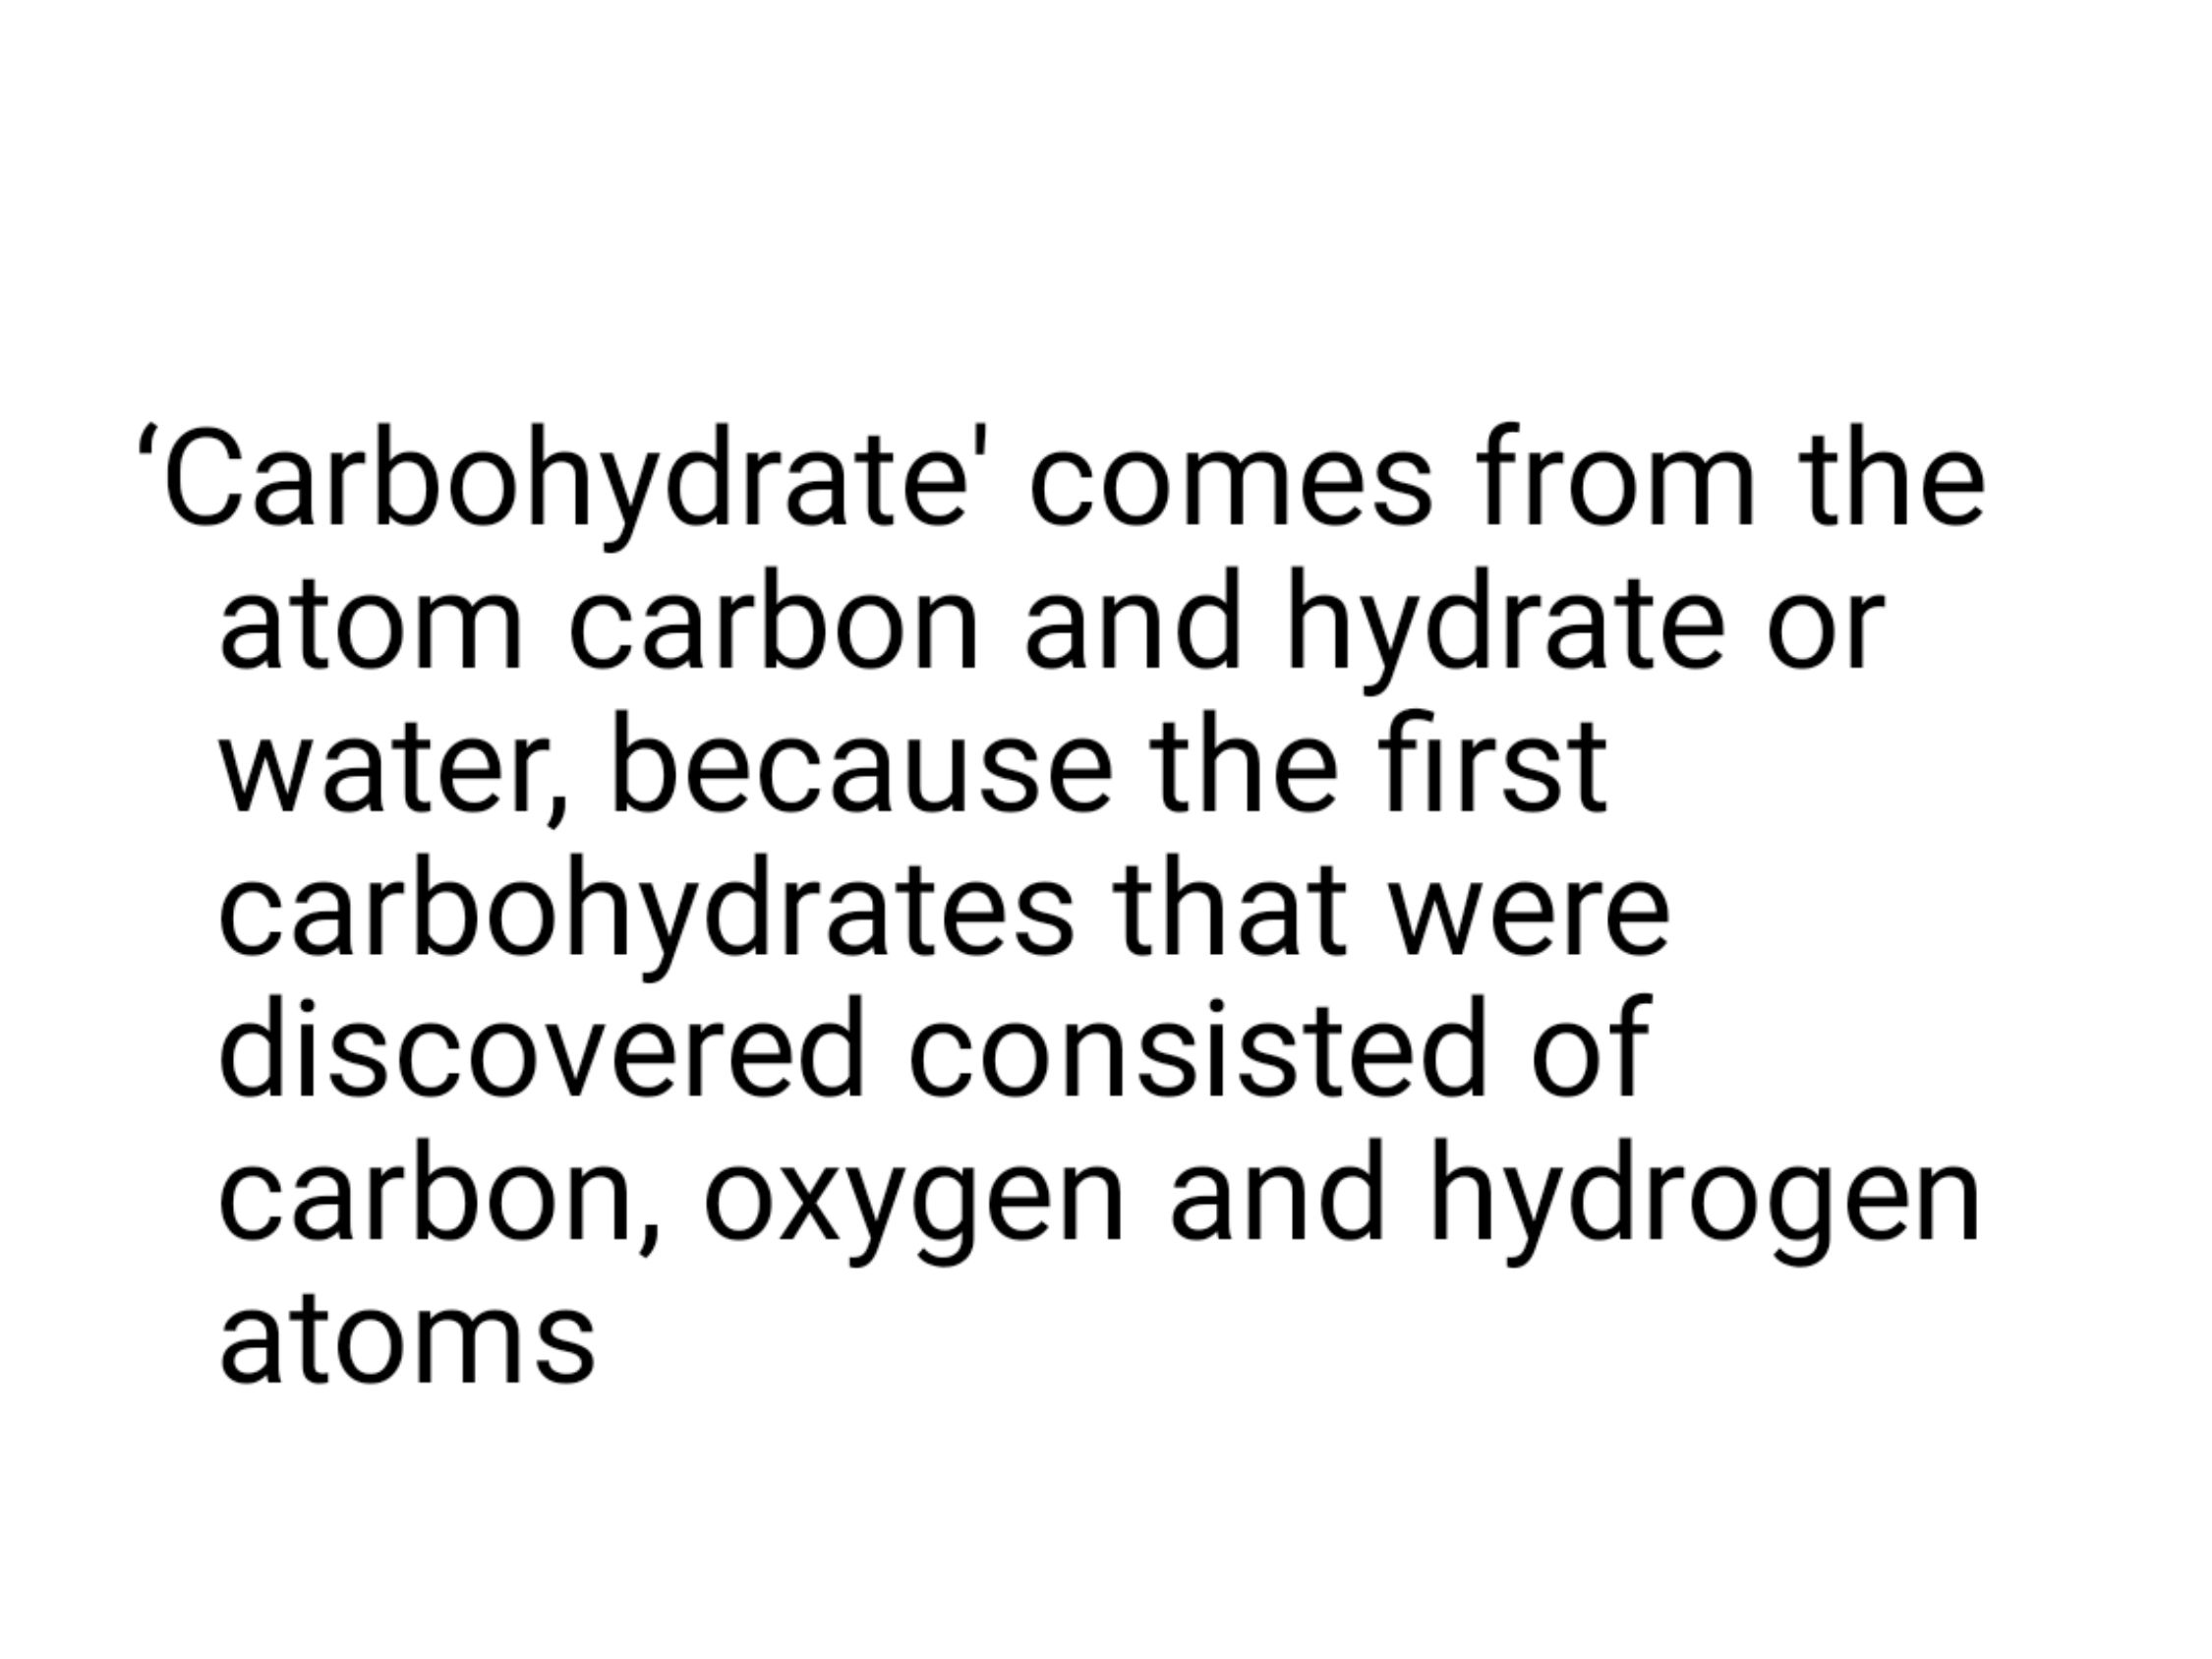 ‘Carbohydrate' comes from the
atom carbon and hydrate or
water, because the first
carbohydrates that were
discovered consisted of
carbon, oxygen and hydrogen
atoms